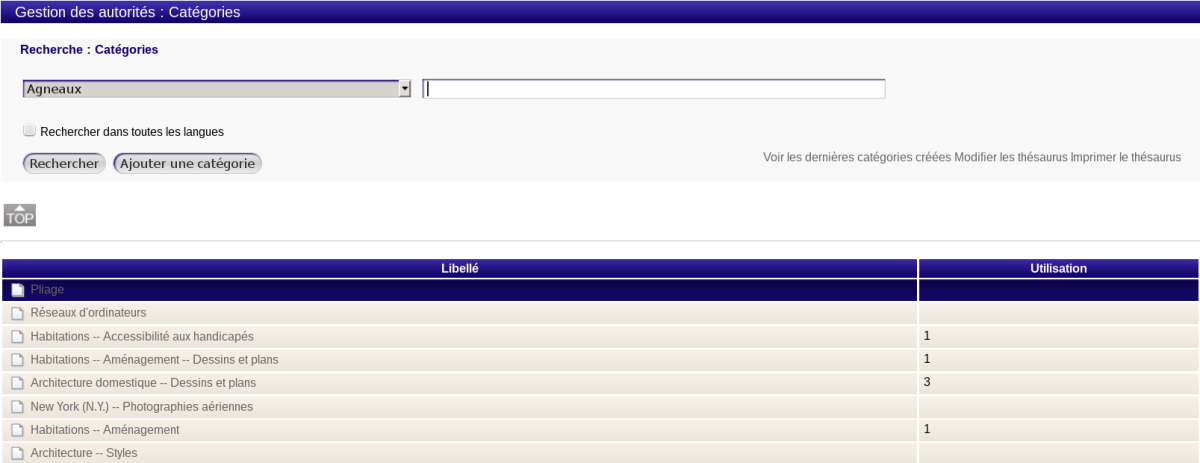 Gestion des autorités : Catégories
Recherche : Catégories
Agneaux
Rechercher dans toutes les langues
Rechercher Ajouter une catégorie Voir les dernières catégories créées Modifier les thésaurus Imprimer le thésaurus
TOP
Libellé Utilisation
Pliage
Réseaux d'ordinateurs
Habitations -- Accessibilité aux handicapés 1
Habitations -- Aménagement -- Dessins et plans 1
Architecture domestique -- Dessins et plans 3
New York (N.Y.) -- Photographies aériennes
Habitations -- Aménagement 1
Architecture -- Styles